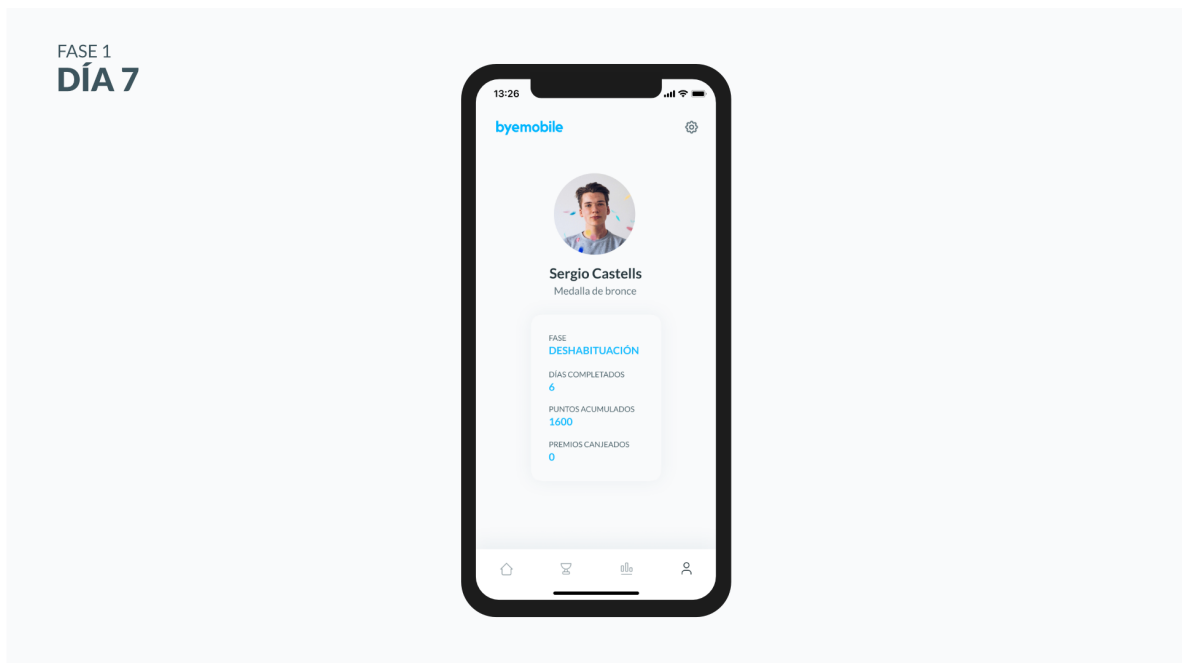 FASE 1
DÍA 7
13:26
byemobile
Sergio Castells
Medalla de bronce
FASE
DESHABITUACIÓN
DÍAS COMPLETADOS
6
PUNTOS ACUMULADOS
1600
PREMIOS CANJEADOS
0